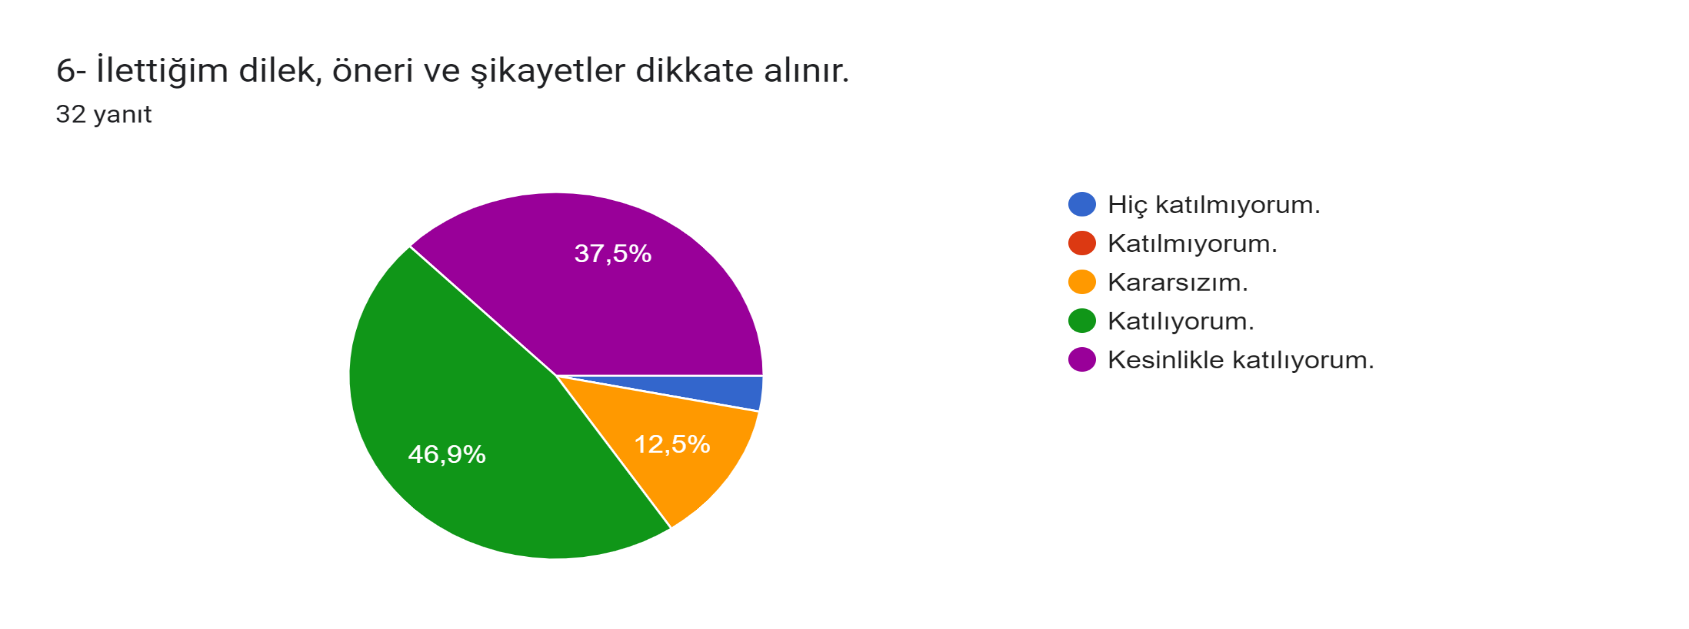 6- İlettiğim dilek, öneri ve şikayetler dikkate alınır.
32 yanıt
37,5%
46,9%
12,5%
Hiç katılmıyorum.
Katılmıyorum.
Kararsızım.
Katılıyorum.
Kesinlikle katılıyorum.